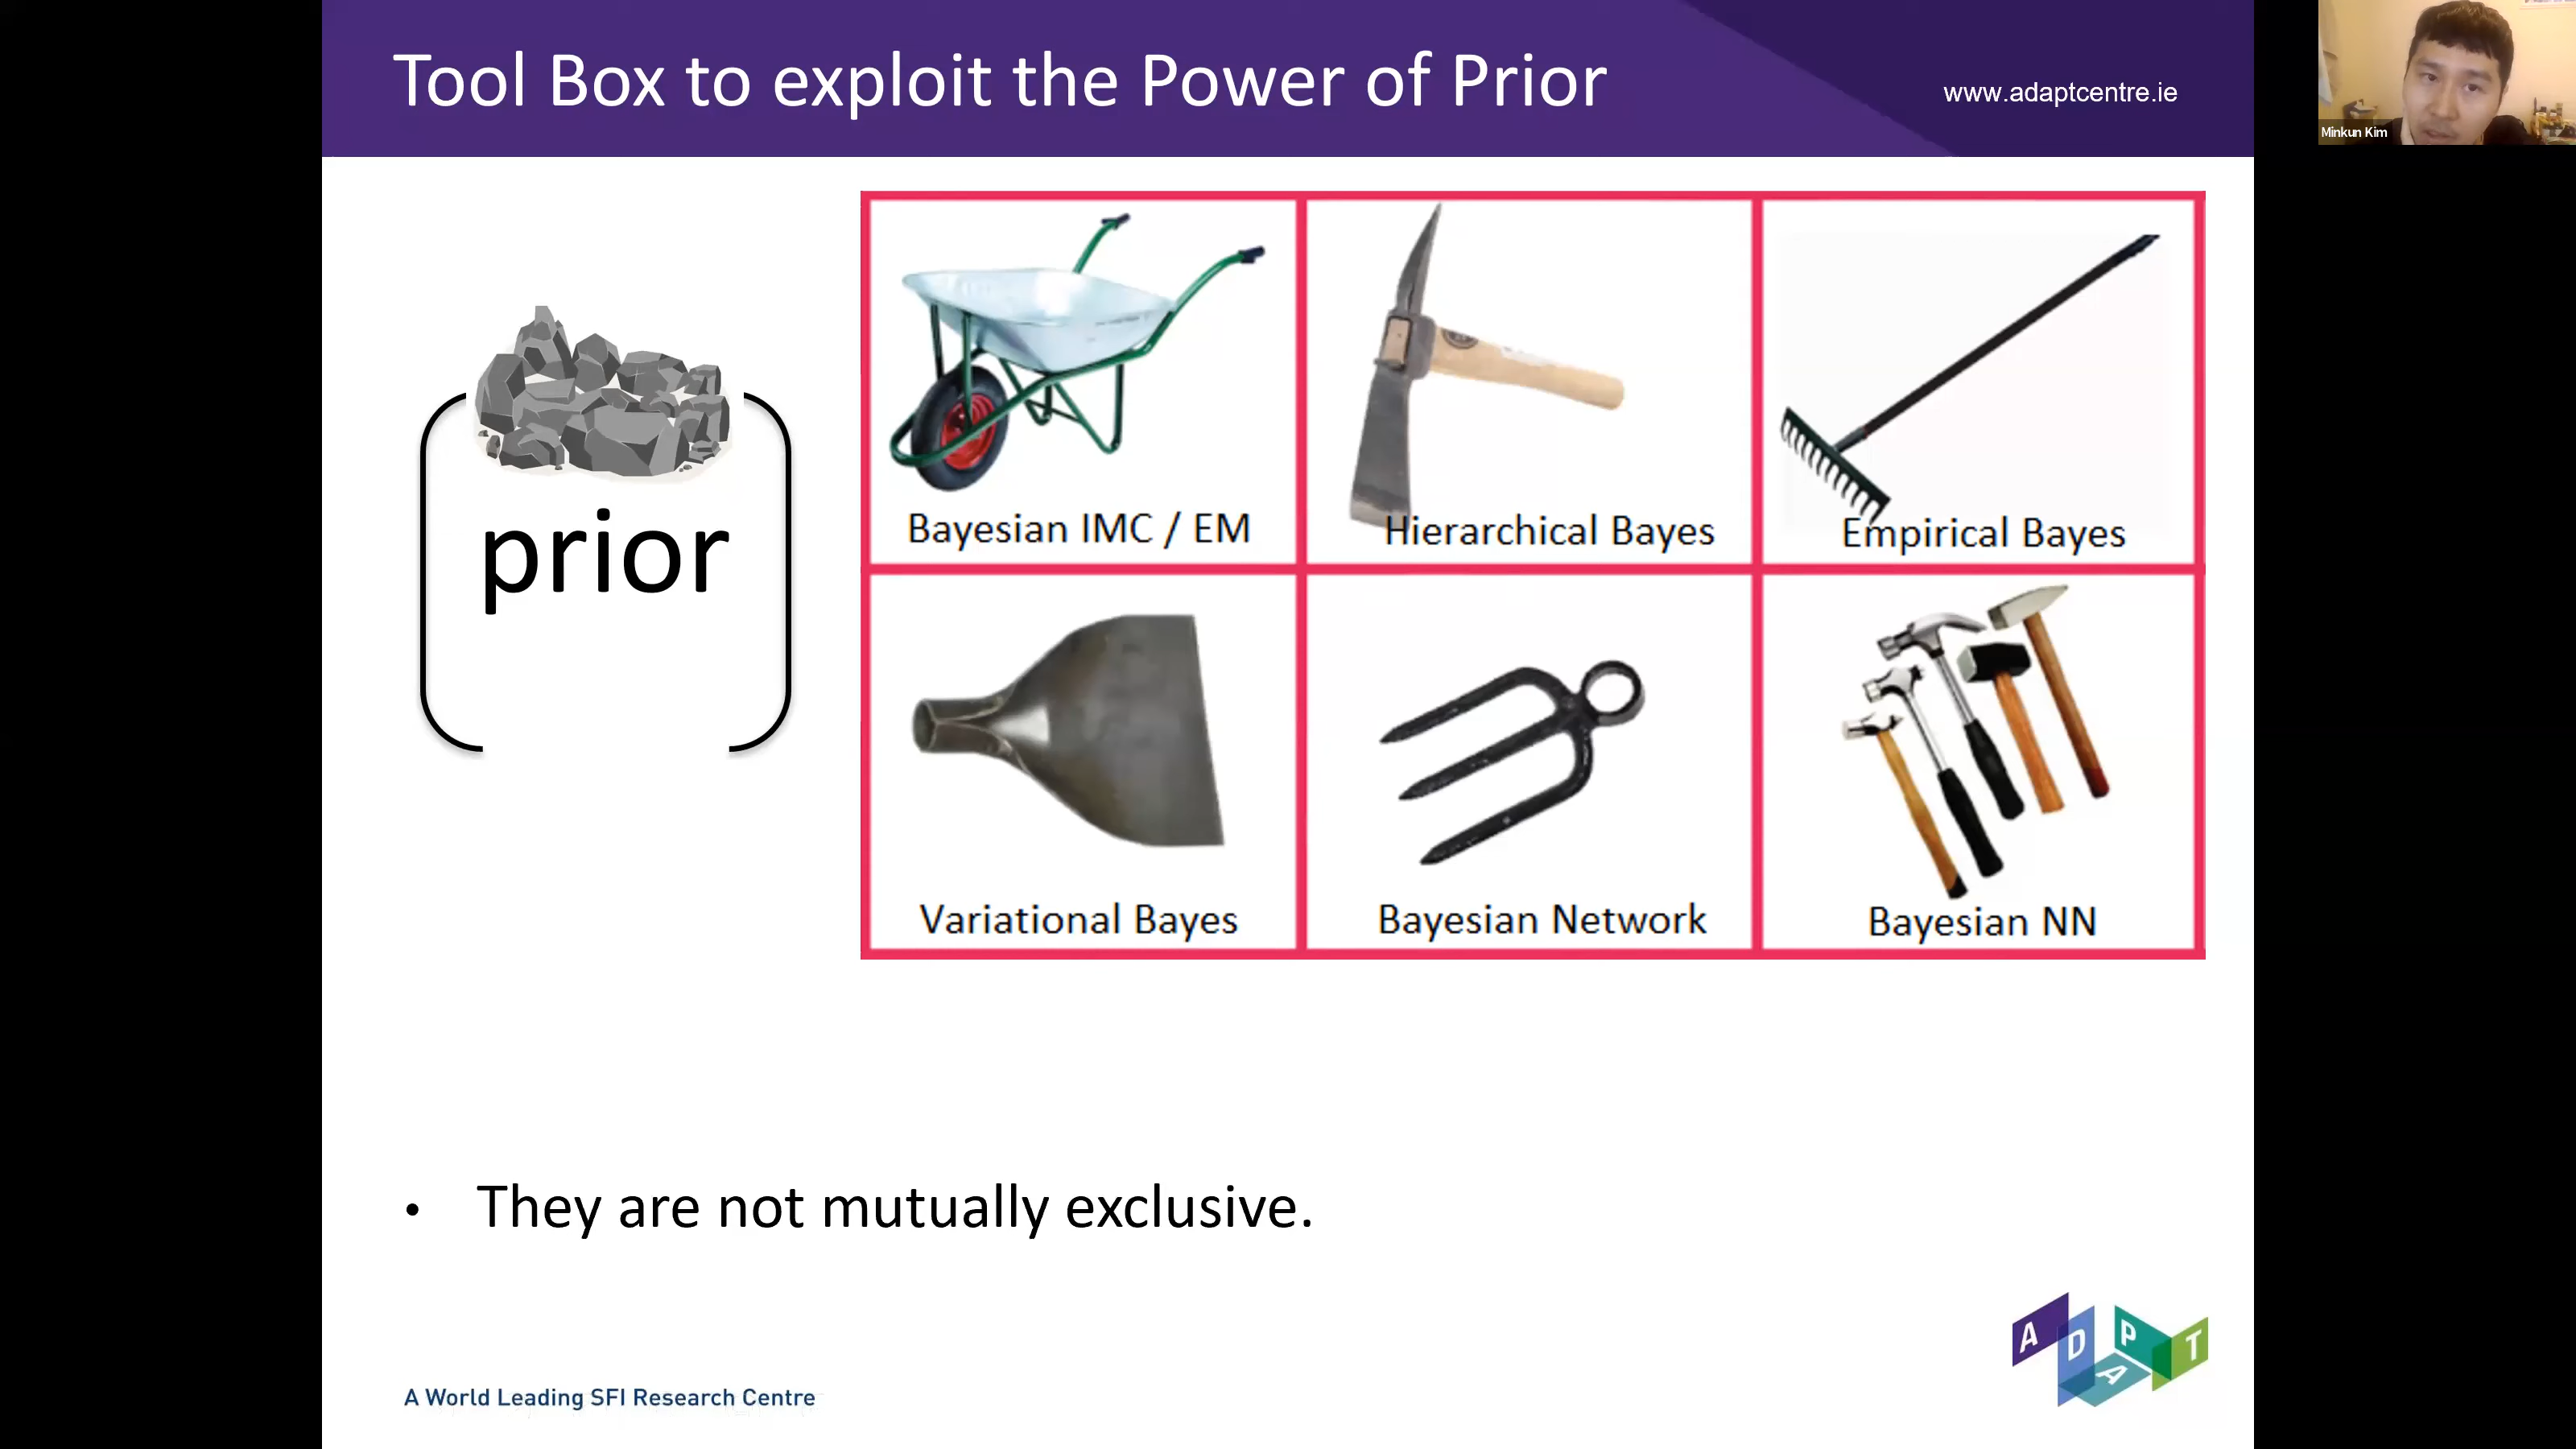 Tool Box to exploit the Power of Prior
www.adaptcentre.ie
Minkun Kim
prior
Bayesian IMC / EM
Hierarchical Bayes
Empirical Bayes
Variational Bayes
Bayesian Network
Bayesian NN
• They are not mutually exclusive.
A World Leading SFI Research Centre
ADAPT